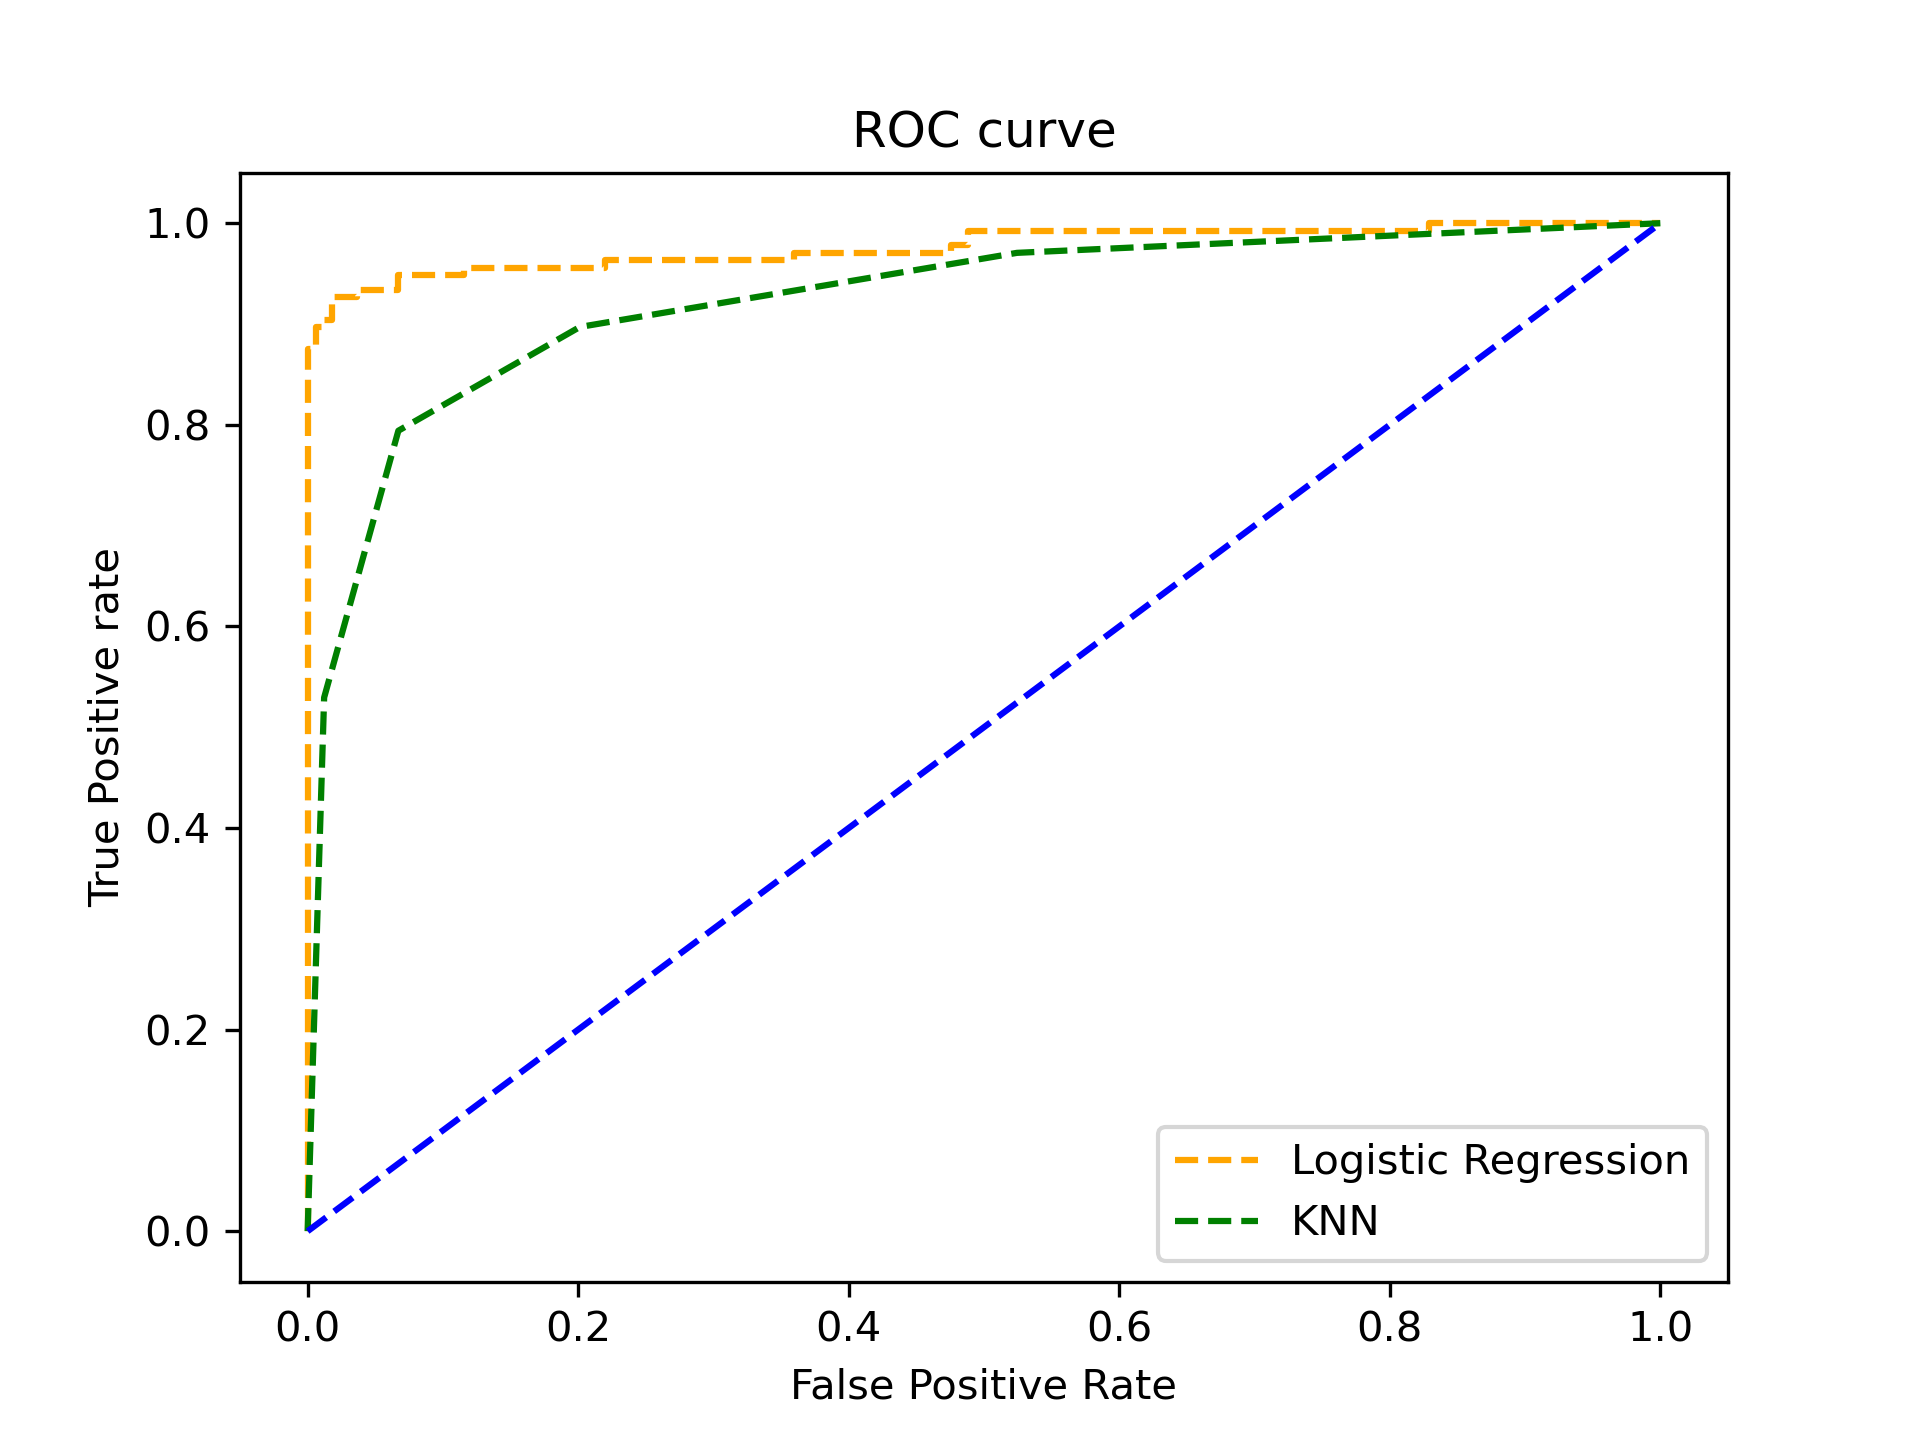 ROC curve
1.0
0.8
0.6
0.4
0.2
0.0
True Positive rate
0.0 0.2 0.4 0.6 0.8 1.0
False Positive Rate
Logistic Regression
KNN